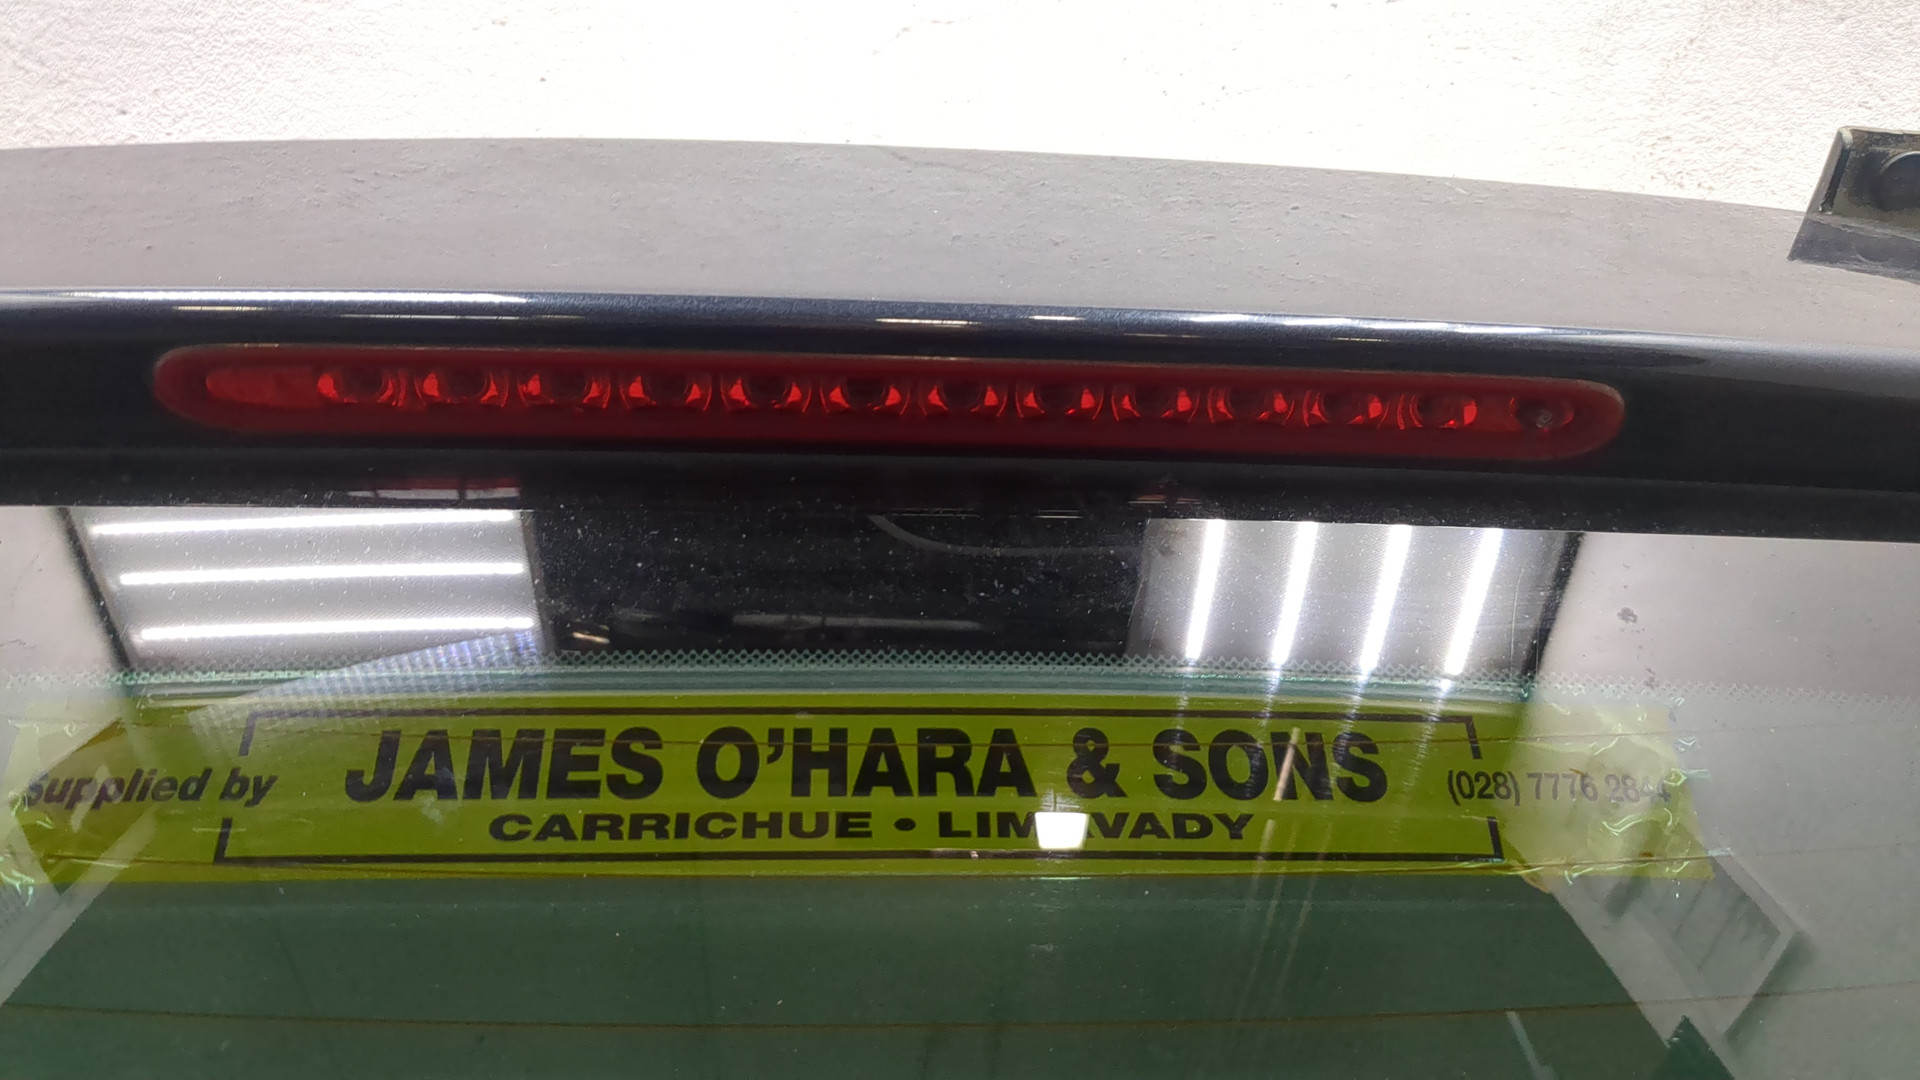 Supplied by
JAMES O'HARA & SONS
CARRICHUE • LIMAVADY
(028) 7776 2844